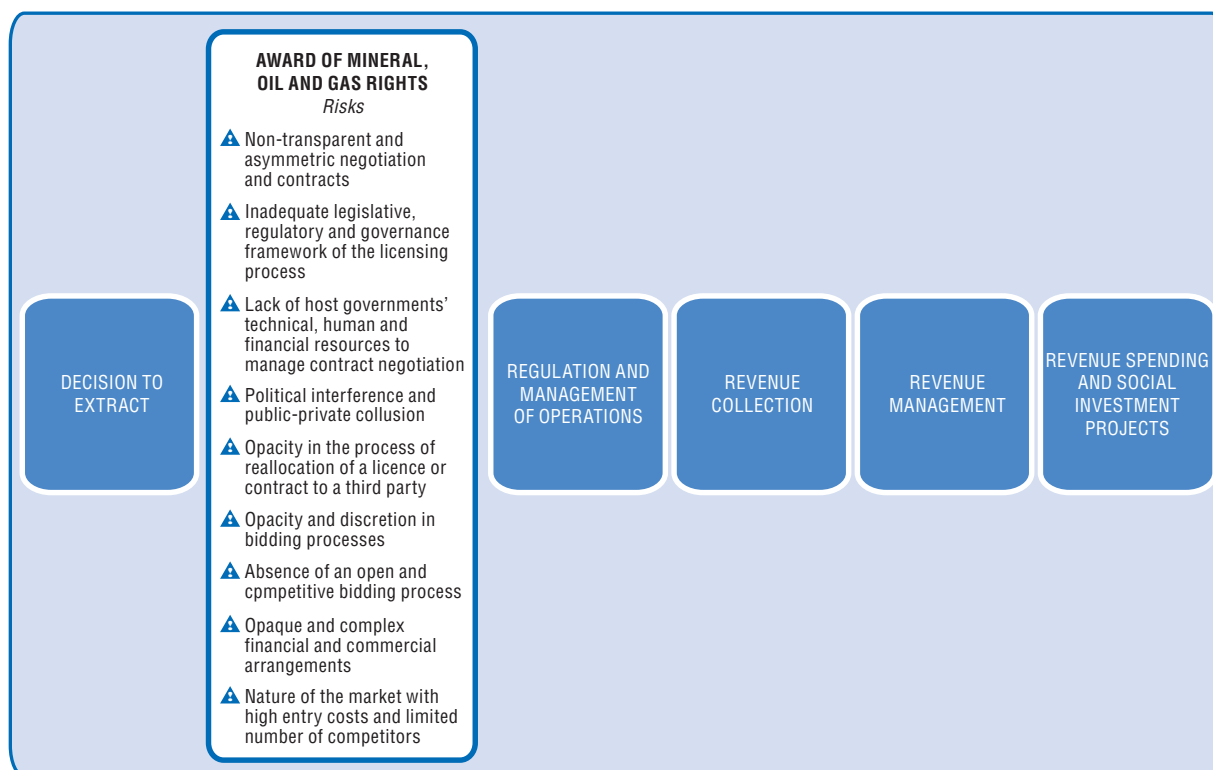 DECISION TO
EXTRACT
AWARD OF MINERAL,
OIL AND GAS RIGHTS
Risks
Non-transparent and
asymmetric negotiation
and contracts
Inadequate legislative,
regulatory and governance
framework of the licensing
process
Lack of host governments’
technical, human and
financial resources to
manage contract negotiation
Political interference and
public-private collusion
Opacity in the process of
reallocation of a licence or
contract to a third party
Opacity and discretion in
bidding processes
Absence of an open and
cpmpetitive bidding process
Opaque and complex
financial and commercial
arrangements
Nature of the market with
high entry costs and limited
number of competitors
REGULATION AND
MANAGEMENT
OF OPERATIONS
REVENUE
COLLECTION
REVENUE
MANAGEMENT
REVENUE SPENDING
AND SOCIAL
INVESTMENT
PROJECTS